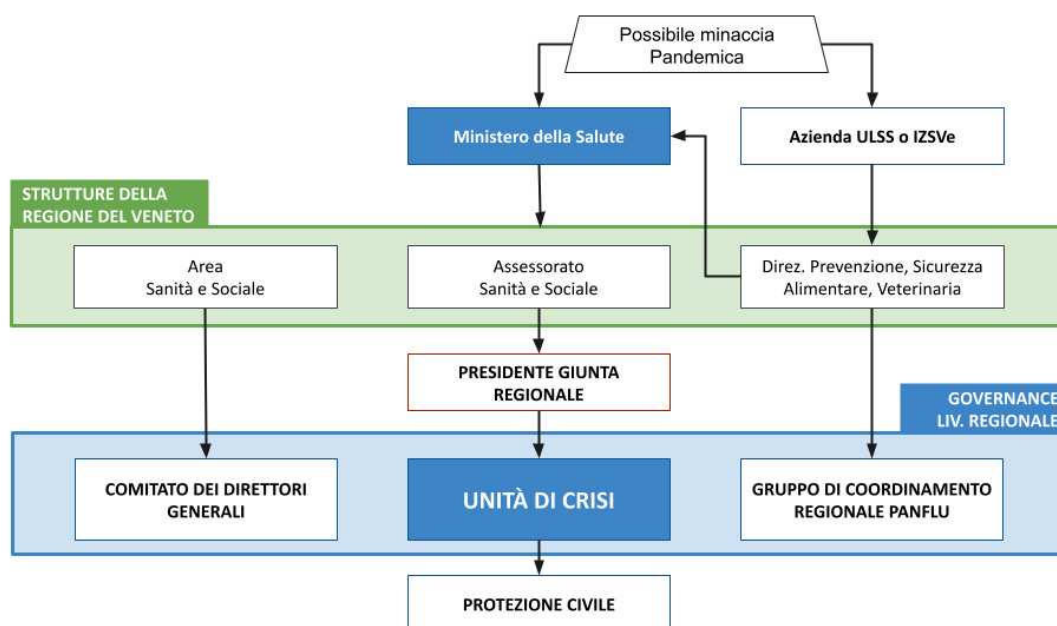 Possibile minaccia
Pandemica
Ministero della Salute
Azienda ULSS o IZSVe
STRUTTURE DELLA
REGIONE DEL VENETO
Area
Sanità e Sociale
Assessorato
Sanità e Sociale
Direz. Prevenzione, Sicurezza
Alimentare, Veterinaria
PRESIDENTE GIUNTA
REGIONALE
GOVERNANCE
LIV. REGIONALE
COMITATO DEI DIRETTORI
GENERALI
UNITÀ DI CRISI
GRUPPO DI COORDINAMENTO
REGIONALE PANFLU
PROTEZIONE CIVILE